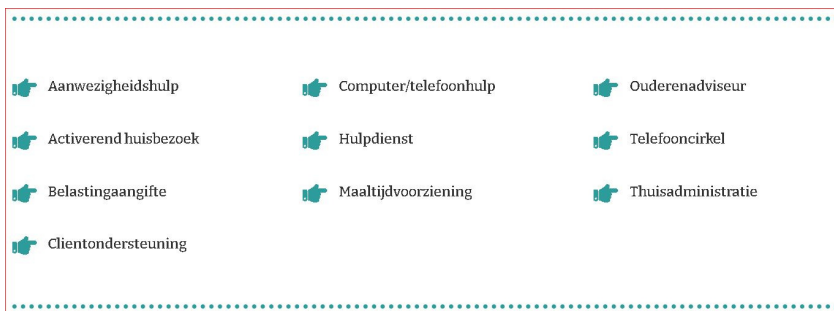 Aanwezigheidshulp
Activerend huisbezoek
Belastingaangifte
Clientondersteuning
Computer/telefoonhulp
Hulpdienst
Maaltijdvoorziening
Ouderenadviseur
Telefooncirkel
Thuisadministratie